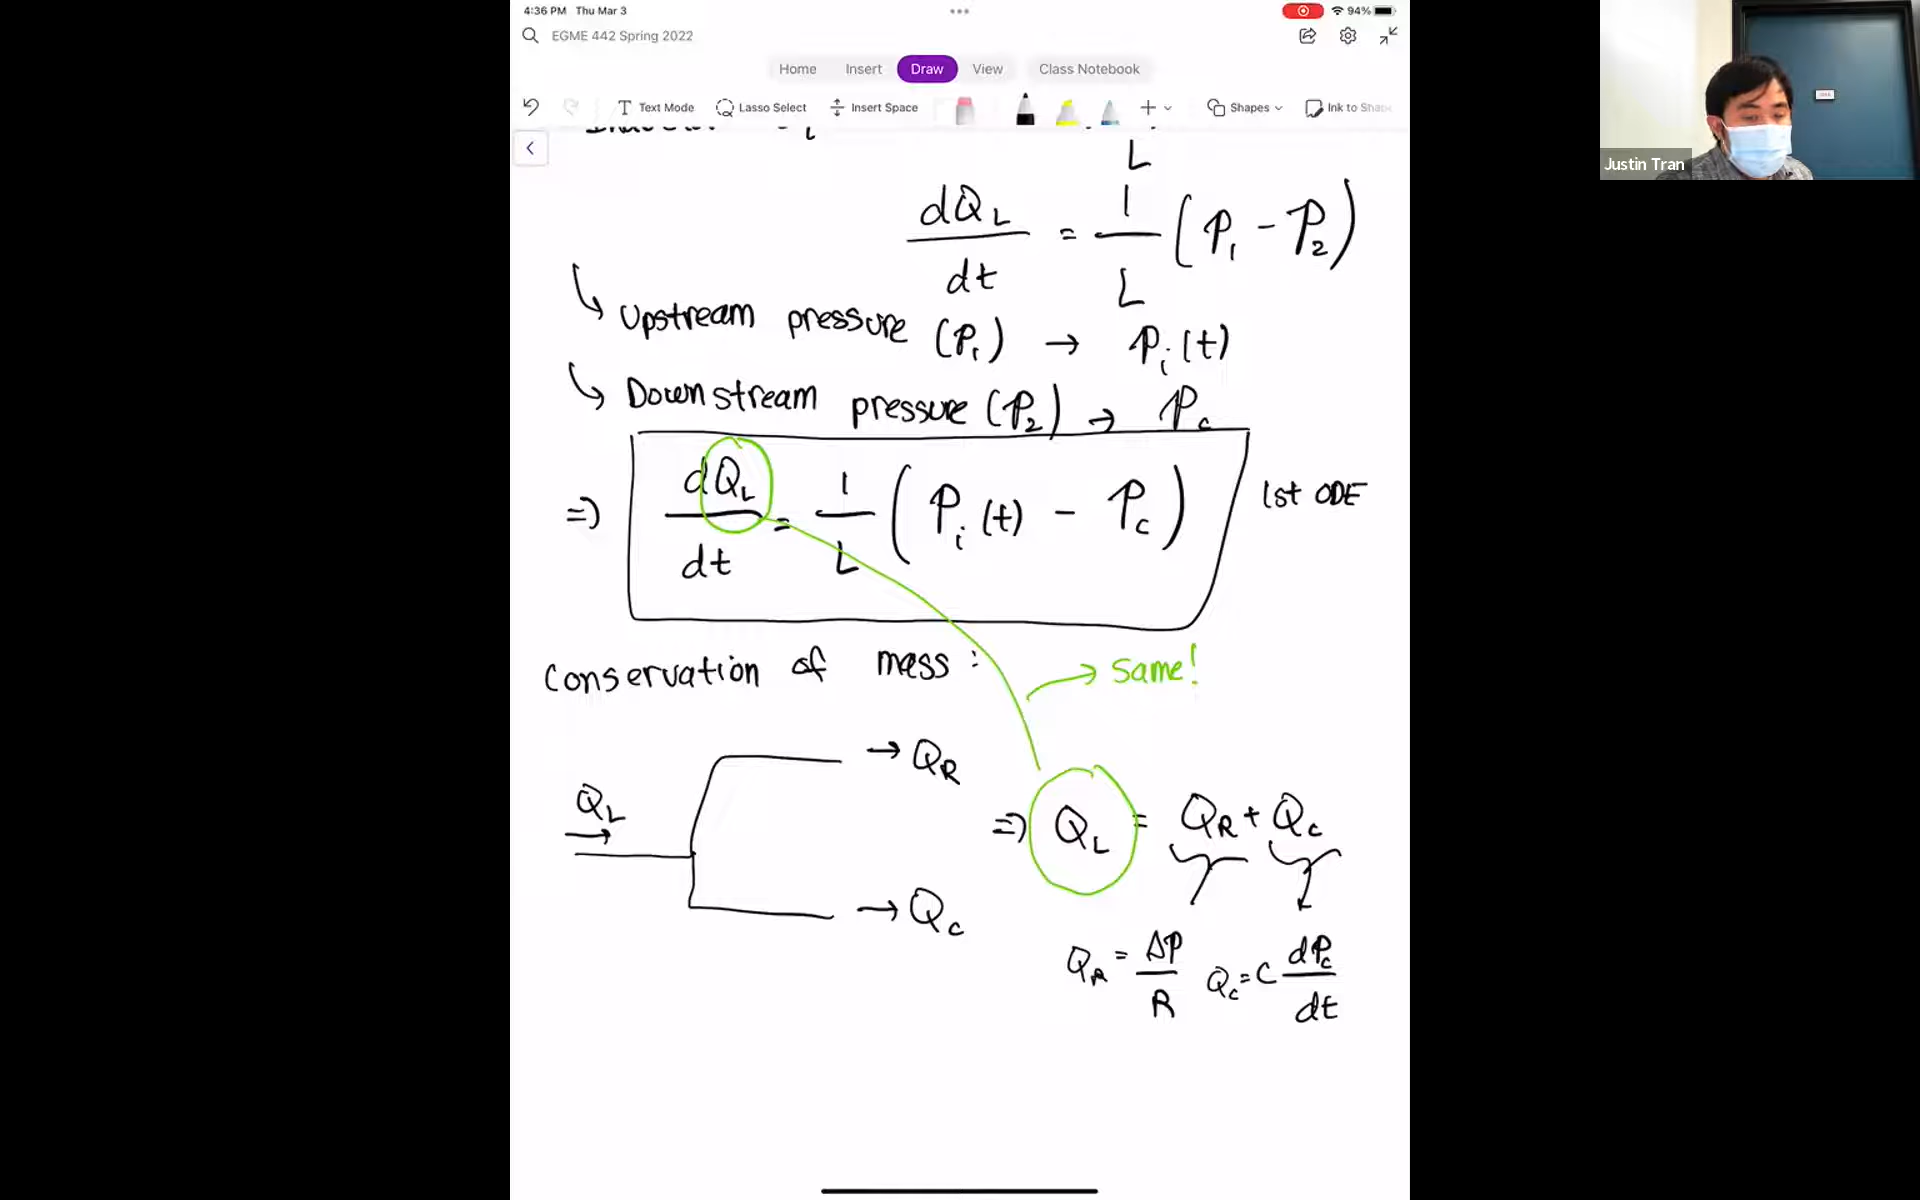 4:36 PM Thu Mar 3
94%
EGME 442 Spring 2022
Home Insert Draw View Class Notebook
Text Mode Lasso Select Insert Space Shapes Ink to Shape
L
dQ_L/dt = 1/L (P_1 - P_2)
↳ Upstream pressure (P_1) → P_i(t)
↳ Downstream pressure (P_2) → P_c
⇒ dQ_L/dt = 1/L (P_i(t) - P_c) 1st ODE
Conservation of mass: → Same!
→ Q_R
Q_L →
⇒ Q_L = Q_R + Q_c
→ Q_c
Q_R = ΔP/R Q_c = C dP_c/dt
Justin Tran